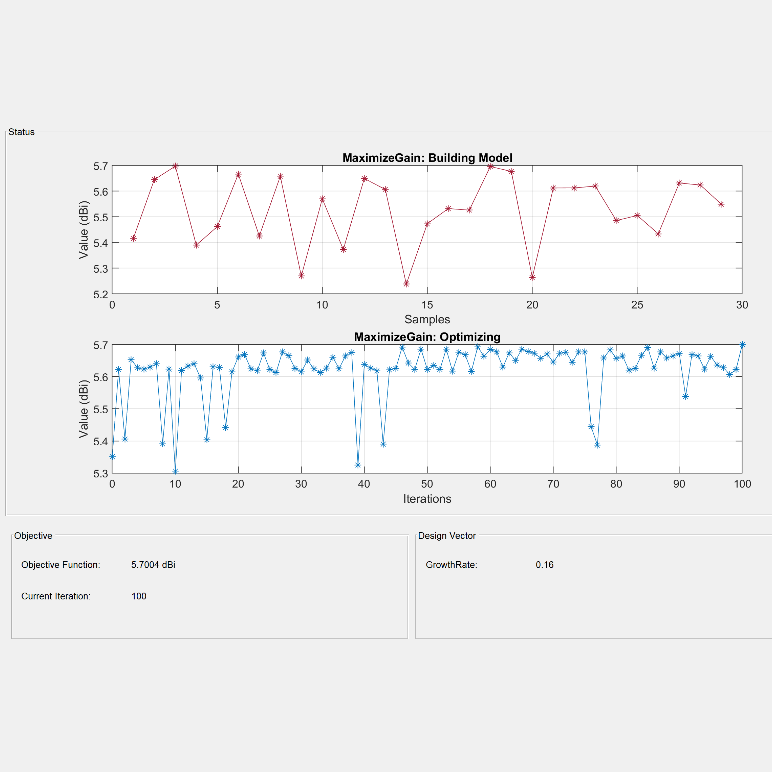 Status
MaximizeGain: Building Model
5.7
5.6
5.5
5.4
5.3
5.2
Value (dBi)
0 5 10 15 20 25 30
Samples
MaximizeGain: Optimizing
5.7
5.6
5.5
5.4
5.3
Value (dBi)
0 10 20 30 40 50 60 70 80 90 100
Iterations
Objective
Objective Function: 5.7004 dBi
Current Iteration: 100
Design Vector
GrowthRate: 0.16